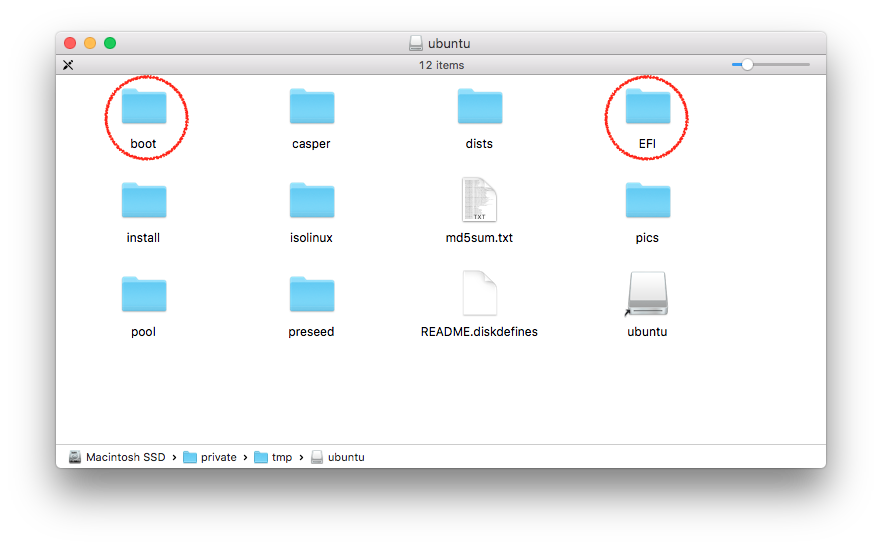 ubuntu
12 items
boot
casper
dists
EFI
install
isolinux
TXT
md5sum.txt
pics
pool
preseed
README.diskdefines
ubuntu
Macintosh SSD › private › tmp › ubuntu